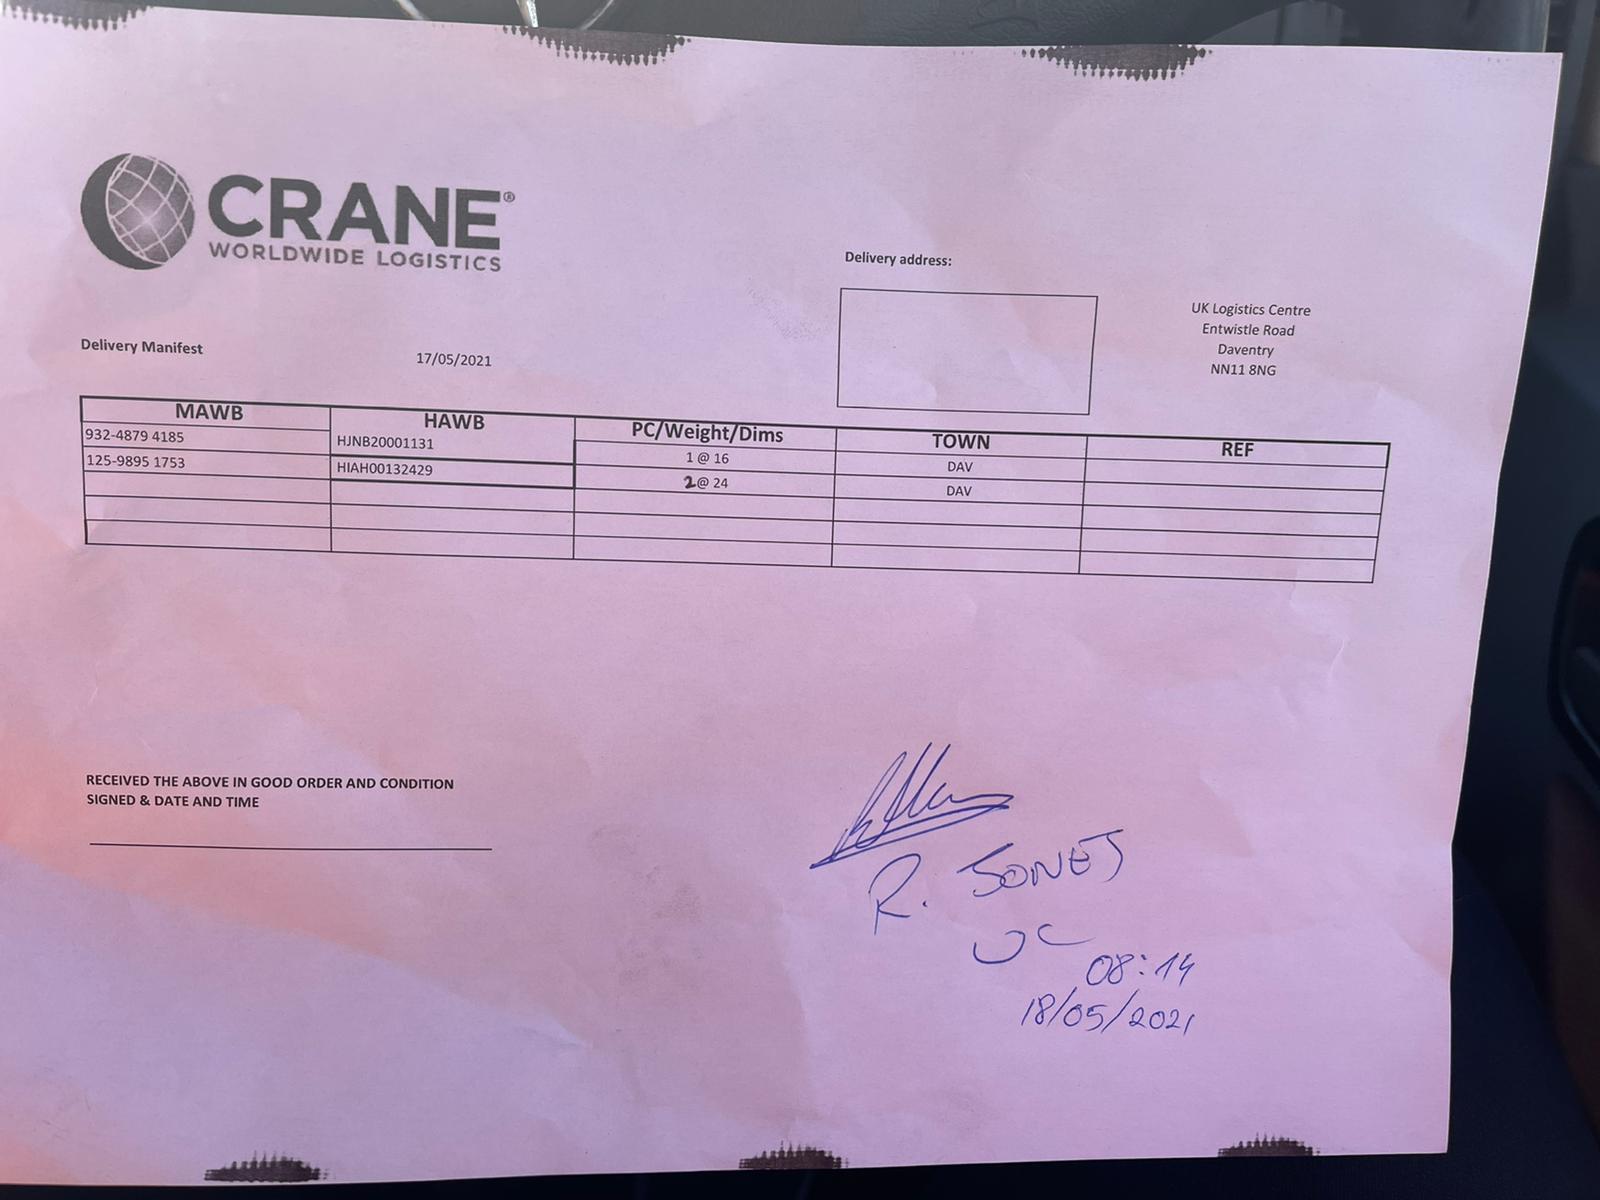 CRANE®
WORLDWIDE LOGISTICS
Delivery address:
UK Logistics Centre
Entwistle Road
Daventry
NN11 8NG
Delivery Manifest 17/05/2021
MAWB HAWB PC/Weight/Dims TOWN REF
932-4879 4185 HJNB20001131 1 @ 16 DAV
125-9895 1753 HIAH00132429 2@ 24 DAV
RECEIVED THE ABOVE IN GOOD ORDER AND CONDITION
SIGNED & DATE AND TIME
R. JONES
08:14
18/05/2021